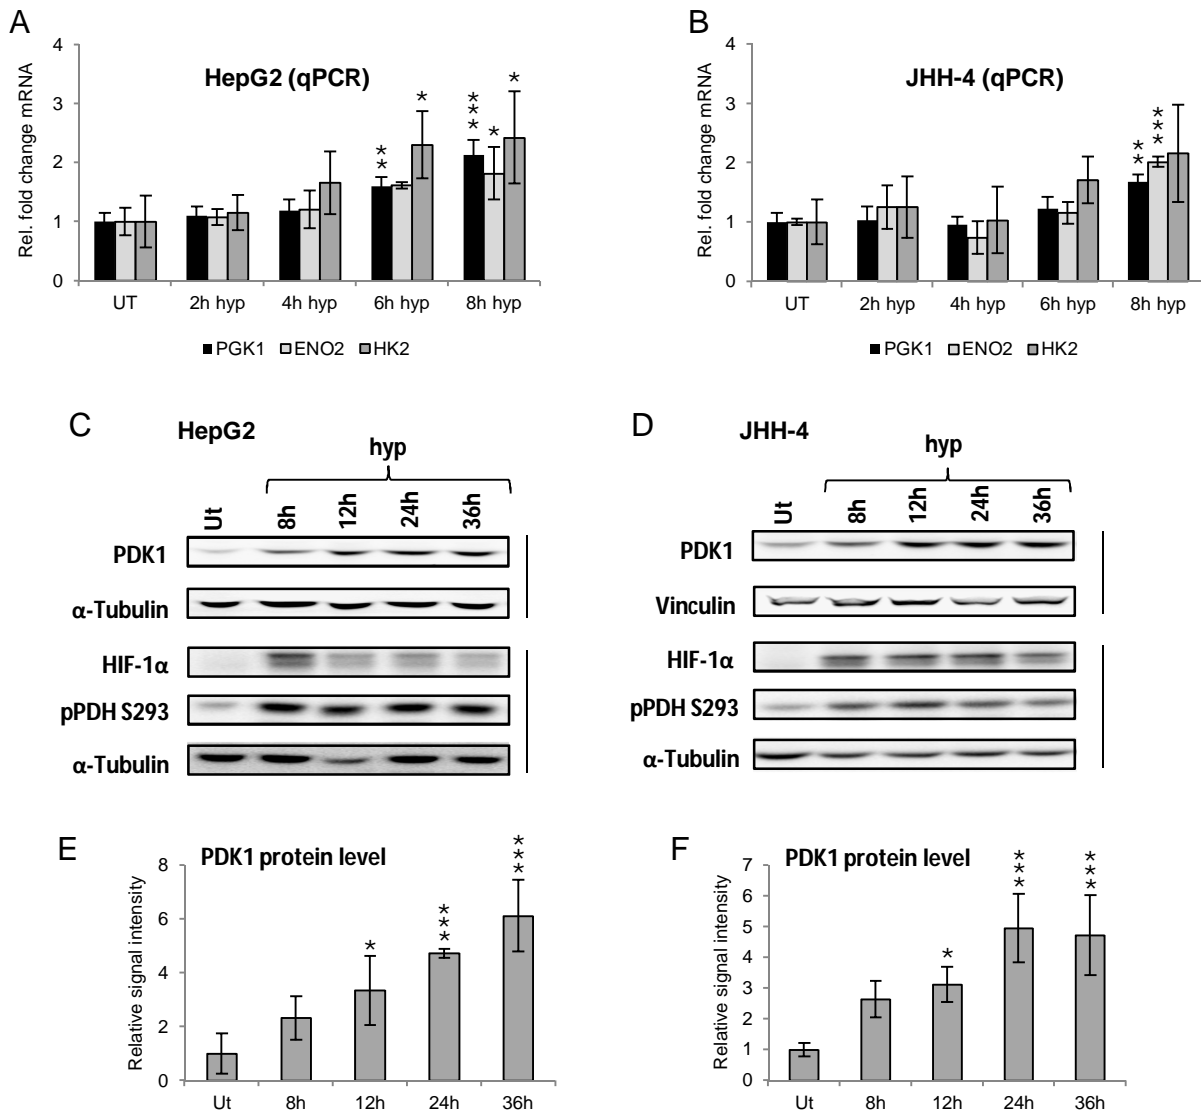 A
HepG2 (qPCR)
Rel. fold change mRNA
4
3
2
1
0
* * *
* * * * * *
UT 2h hyp 4h hyp 6h hyp 8h hyp
PGK1 ENO2 HK2
B
JHH-4 (qPCR)
Rel. fold change mRNA
4
3
2
1
0
* *
* * *
UT 2h hyp 4h hyp 6h hyp 8h hyp
PGK1 ENO2 HK2
C
HepG2
hyp
Ut 8h 12h 24h 36h
PDK1
α-Tubulin
HIF-1α
pPDH S293
α-Tubulin
D
JHH-4
hyp
Ut 8h 12h 24h 36h
PDK1
Vinculin
HIF-1α
pPDH S293
α-Tubulin
E
PDK1 protein level
Relative signal intensity
8
6
4
2
0
*
* * *
* * *
Ut 8h 12h 24h 36h
F
PDK1 protein level
Relative signal intensity
7
6
5
4
3
2
1
0
*
* * *
* * *
Ut 8h 12h 24h 36h